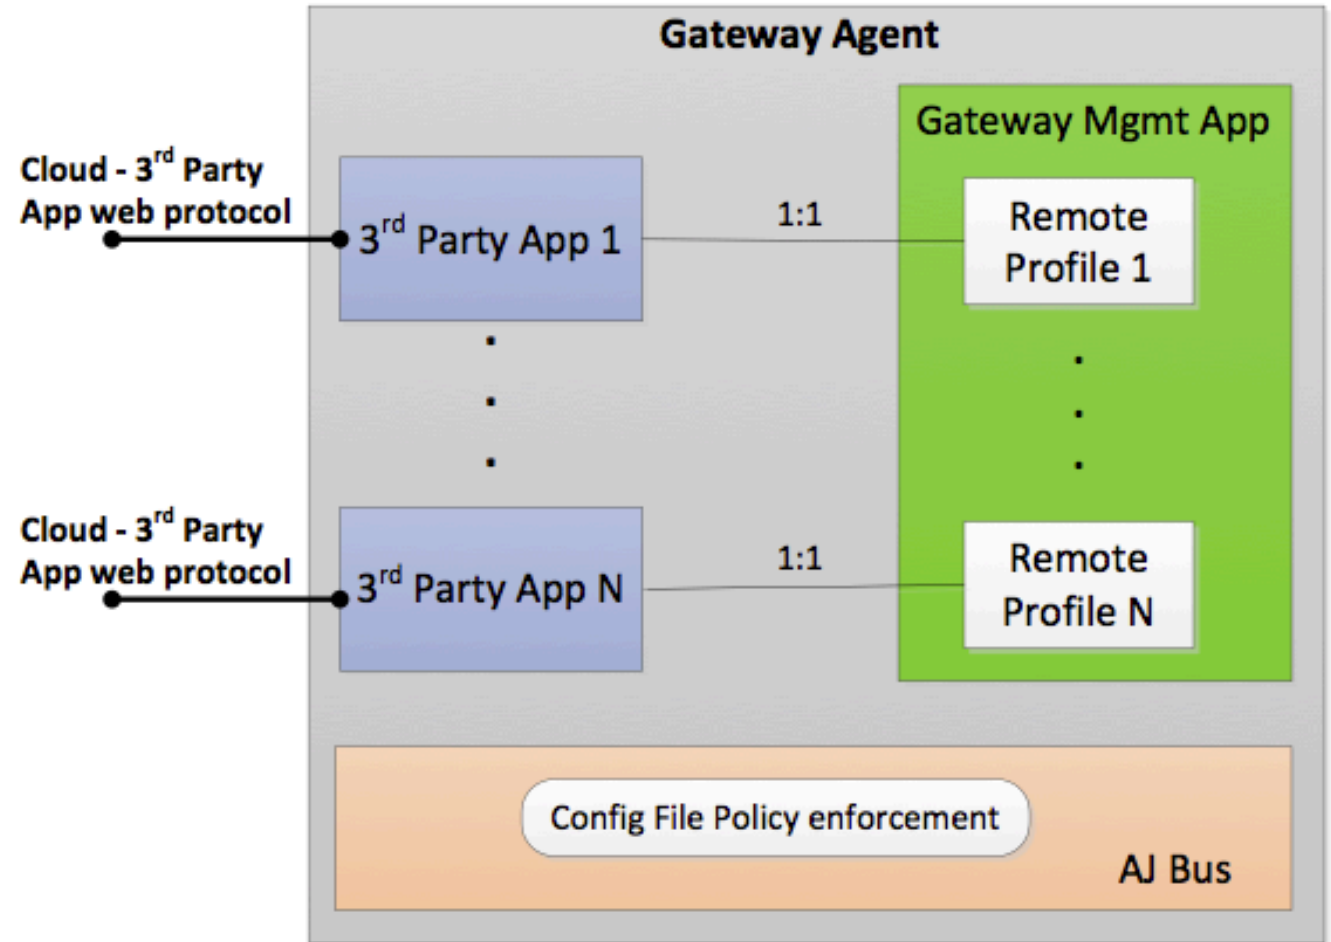 Gateway Agent
Gateway Mgmt App
Cloud - 3rd Party
App web protocol
3rd Party App 1
1:1
Remote
Profile 1
Cloud - 3rd Party
App web protocol
3rd Party App N
1:1
Remote
Profile N
Config File Policy enforcement
AJ Bus